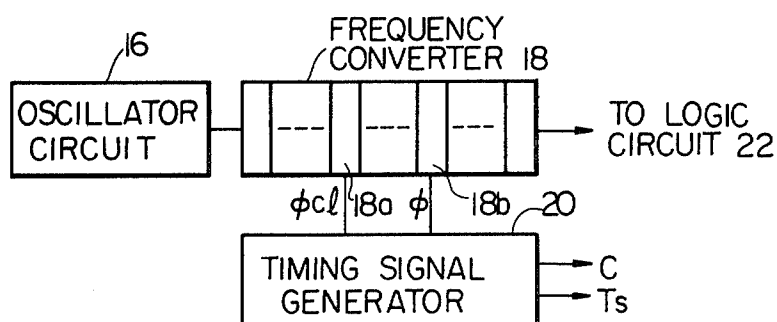 16
FREQUENCY
CONVERTER 18
OSCILLATOR
CIRCUIT
TO LOGIC
CIRCUIT 22
ϕcl
18a
ϕ
18b
20
TIMING SIGNAL
GENERATOR
C
Ts